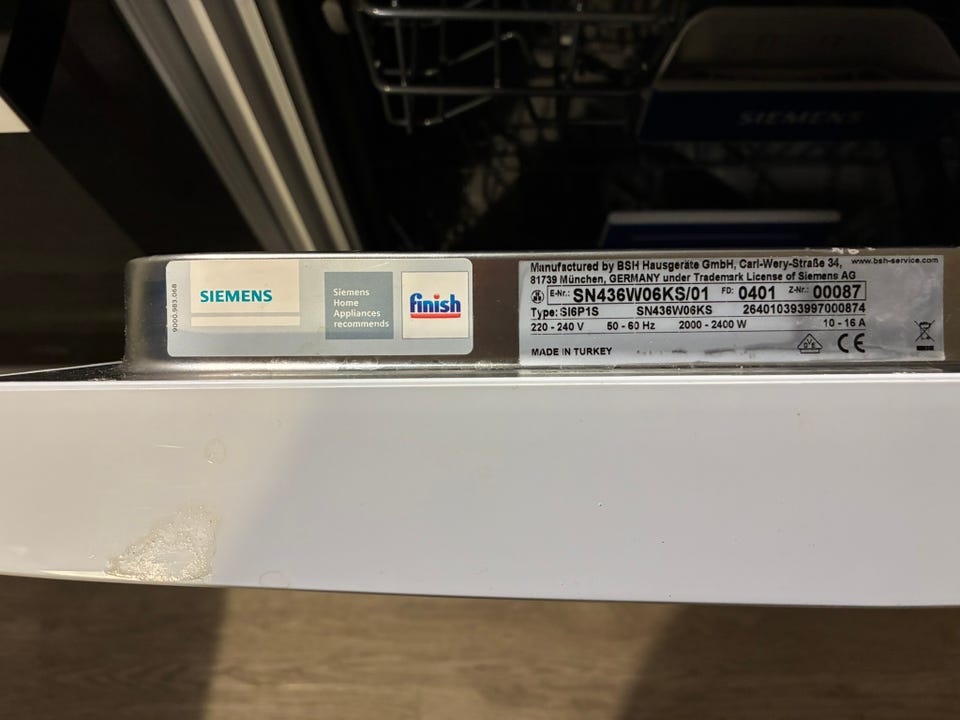 SIEMENS
9000.983.068
SIEMENS
Siemens
Home
Appliances
recommends
finish
Manufactured by BSH Hausgeräte GmbH, Carl-Wery-Straße 34, www.bsh-service.com
81739 München, GERMANY under Trademark License of Siemens AG
E-Nr.: SN436W06KS/01 FD: 0401 Z-Nr.: 00087
Type: SI6P1S SN436W06KS 264010393997000874
220 - 240 V 50 - 60 Hz 2000 - 2400 W 10 - 16 A
MADE IN TURKEY
VDE CE